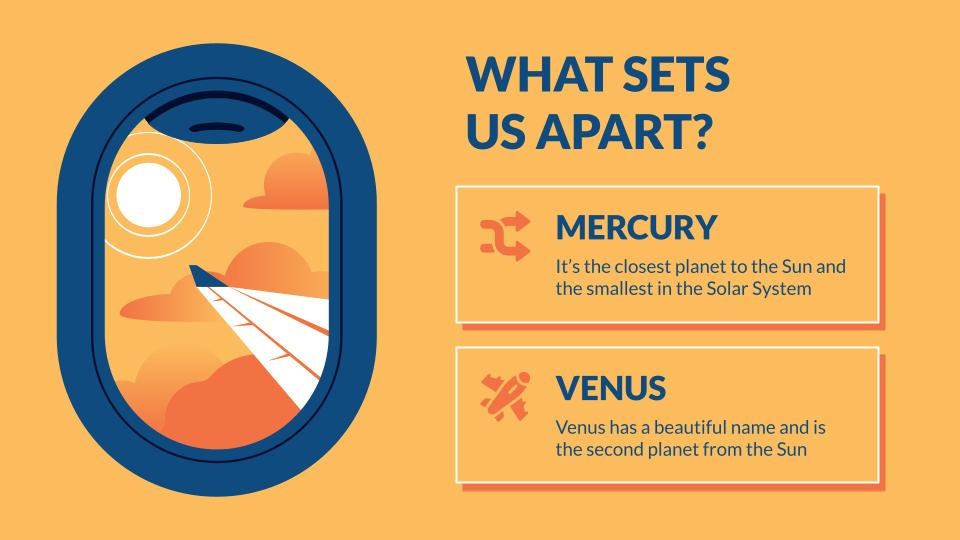 WHAT SETS
US APART?
MERCURY
It’s the closest planet to the Sun and
the smallest in the Solar System
VENUS
Venus has a beautiful name and is
the second planet from the Sun